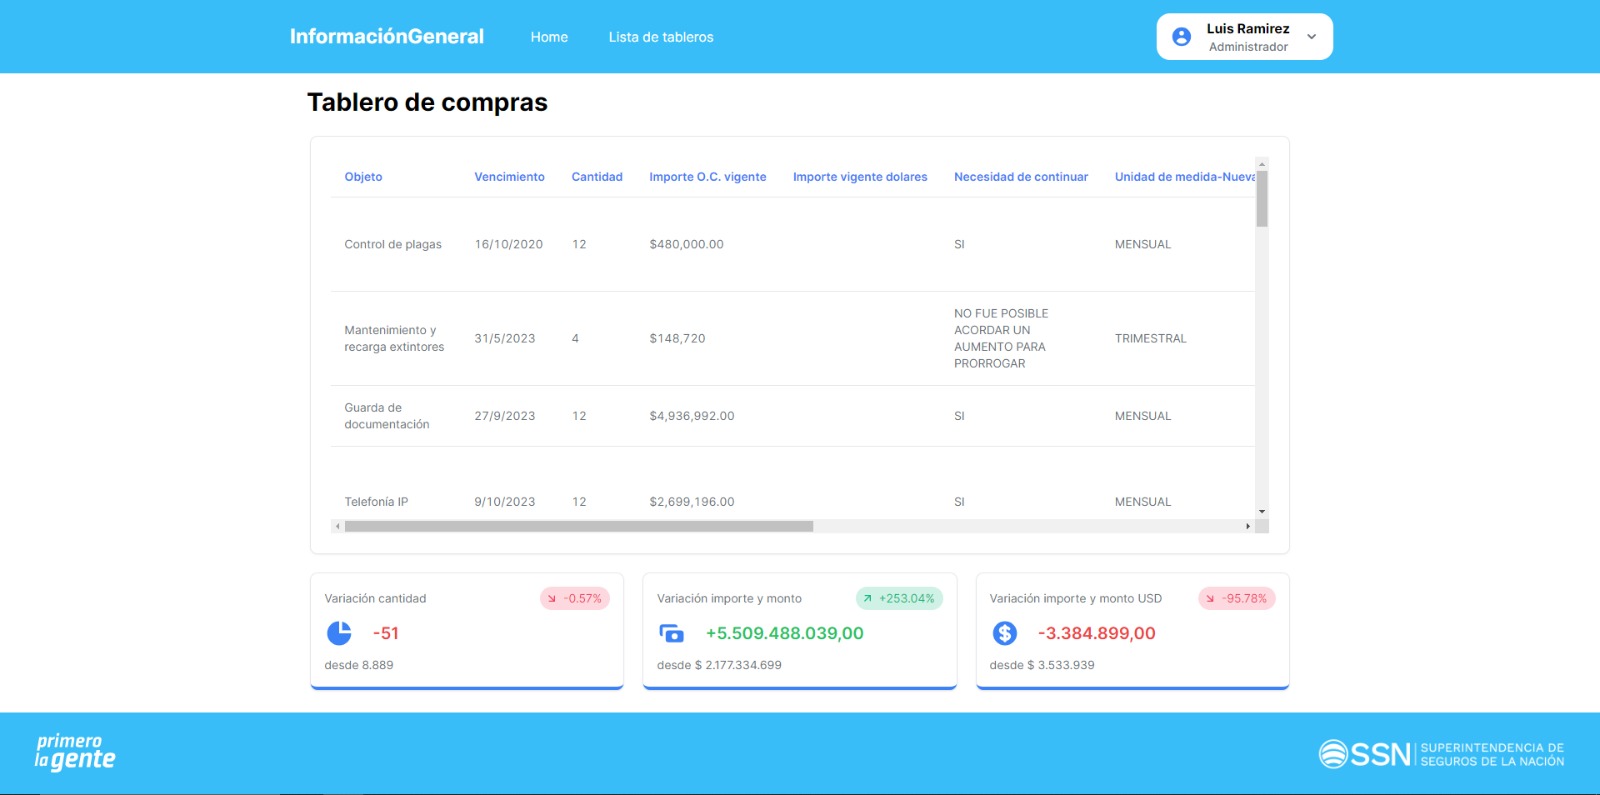 InformaciónGeneral Home Lista de tableros Luis Ramirez
Administrador
Tablero de compras
Objeto Vencimiento Cantidad Importe O.C. vigente Importe vigente dolares Necesidad de continuar Unidad de medida-Nueva
Control de plagas 16/10/2020 12 $480,000.00 SI MENSUAL
Mantenimiento y
recarga extintores 31/5/2023 4 $148,720 NO FUE POSIBLE
ACORDAR UN
AUMENTO PARA
PRORROGAR TRIMESTRAL
Guarda de
documentación 27/9/2023 12 $4,936,992.00 SI MENSUAL
Telefonía IP 9/10/2023 12 $2,699,196.00 SI MENSUAL
Variación cantidad -0.57%
-51
desde 8.889
Variación importe y monto +253.04%
+5.509.488.039,00
desde $ 2.177.334.699
Variación importe y monto USD -95.78%
-3.384.899,00
desde $ 3.533.939
primero
la gente
SSN SUPERINTENDENCIA DE
SEGUROS DE LA NACIÓN